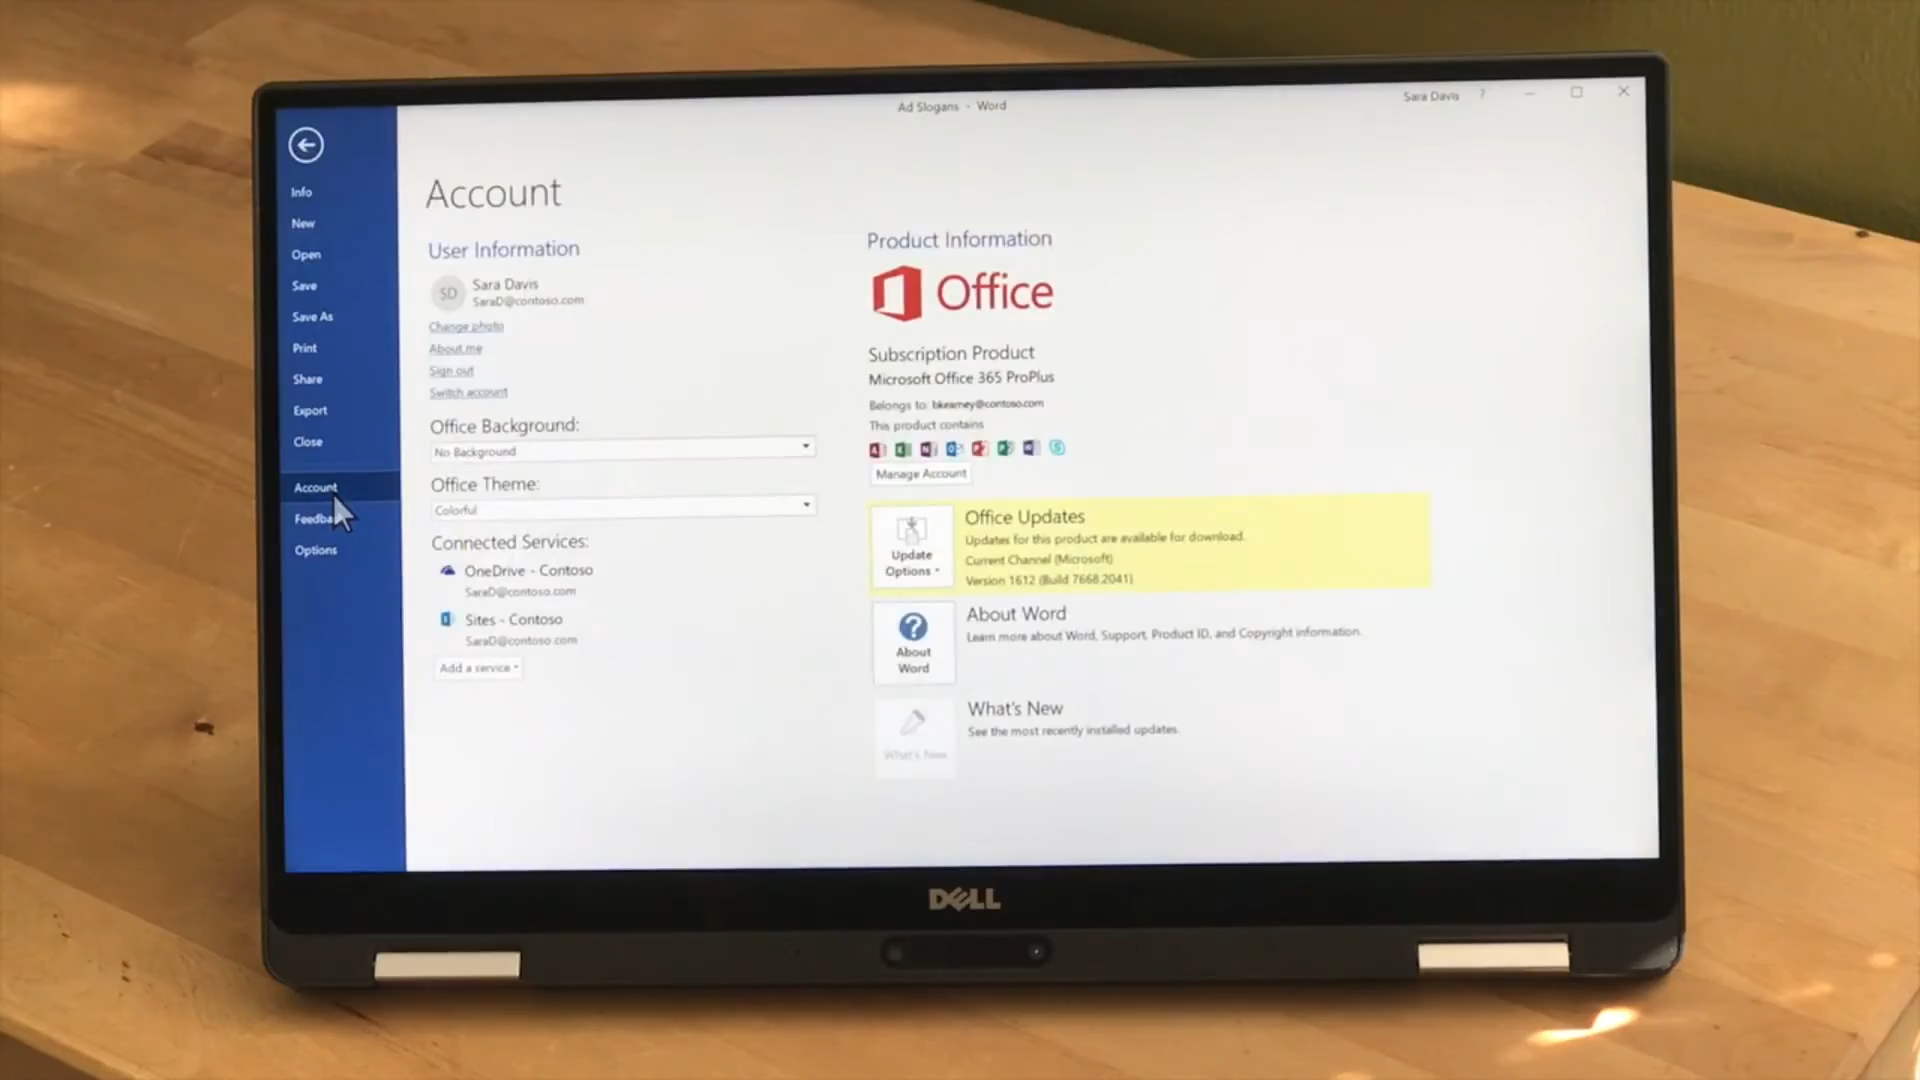 Ad Slogans - Word
Sara Davis ?
Info
New
Open
Save
Save As
Print
Share
Export
Close
Account
Feedba
Options
Account
User Information
SD
Sara Davis
SaraD@contoso.com
Change photo
About me
Sign out
Switch account
Office Background:
No Background
Office Theme:
Colorful
Connected Services:
OneDrive - Contoso
SaraD@contoso.com
Sites - Contoso
SaraD@contoso.com
Add a service
Product Information
Office
Subscription Product
Microsoft Office 365 ProPlus
Belongs to: bkearney@contoso.com
This product contains
Manage Account
Update
Options
Office Updates
Updates for this product are available for download.
Current Channel (Microsoft)
Version 1612 (Build 7668.2041)
?
About
Word
About Word
Learn more about Word, Support, Product ID, and Copyright information.
What's New
What's New
See the most recently installed updates.
DELL